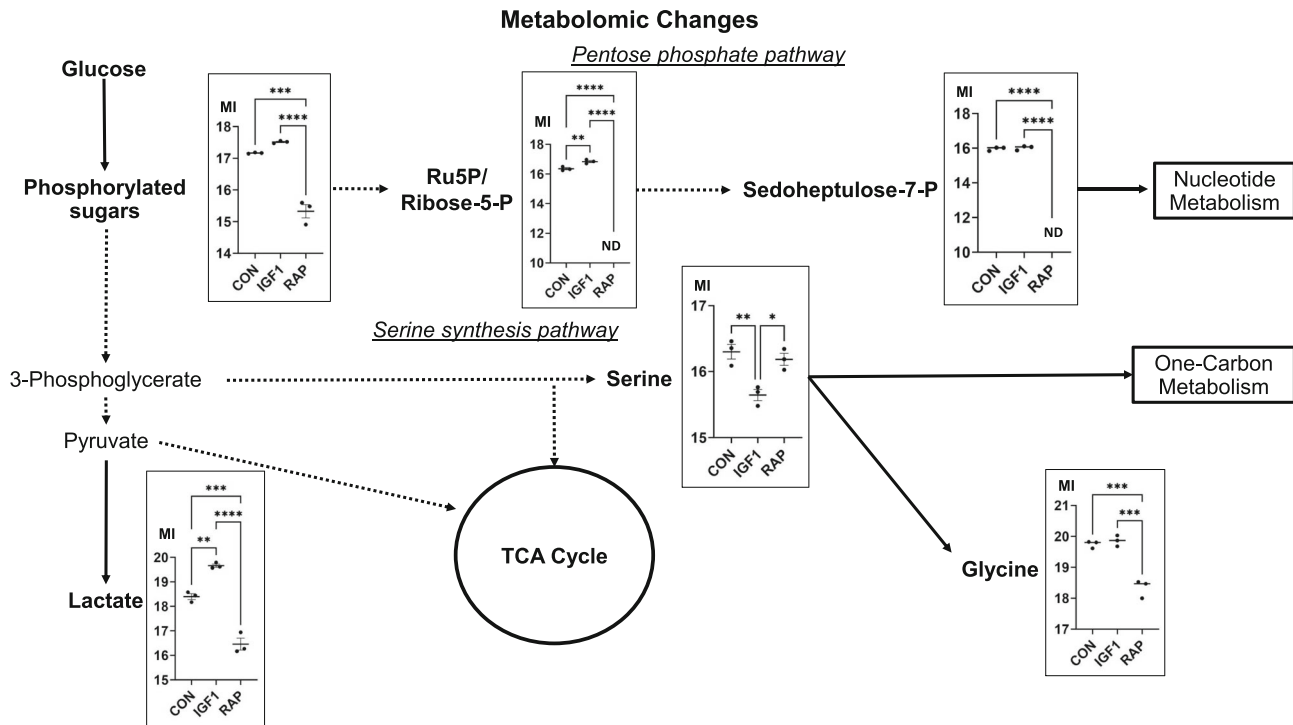 Metabolomic Changes
Pentose phosphate pathway
Glucose
Phosphorylated
sugars
MI
***
****
18
17
16
15
14
CON
IGF1
RAP
Ru5P/
Ribose-5-P
MI
****
****
**
18
16
14
12
10
ND
CON
IGF1
RAP
Sedoheptulose-7-P
MI
****
****
18
16
14
12
10
ND
CON
IGF1
RAP
Nucleotide
Metabolism
Serine synthesis pathway
3-Phosphoglycerate
Serine
MI
**
*
17
16
15
CON
IGF1
RAP
One-Carbon
Metabolism
Pyruvate
Lactate
MI
***
****
**
20
19
18
17
16
15
CON
IGF1
RAP
TCA Cycle
Glycine
MI
***
***
21
20
19
18
17
CON
IGF1
RAP